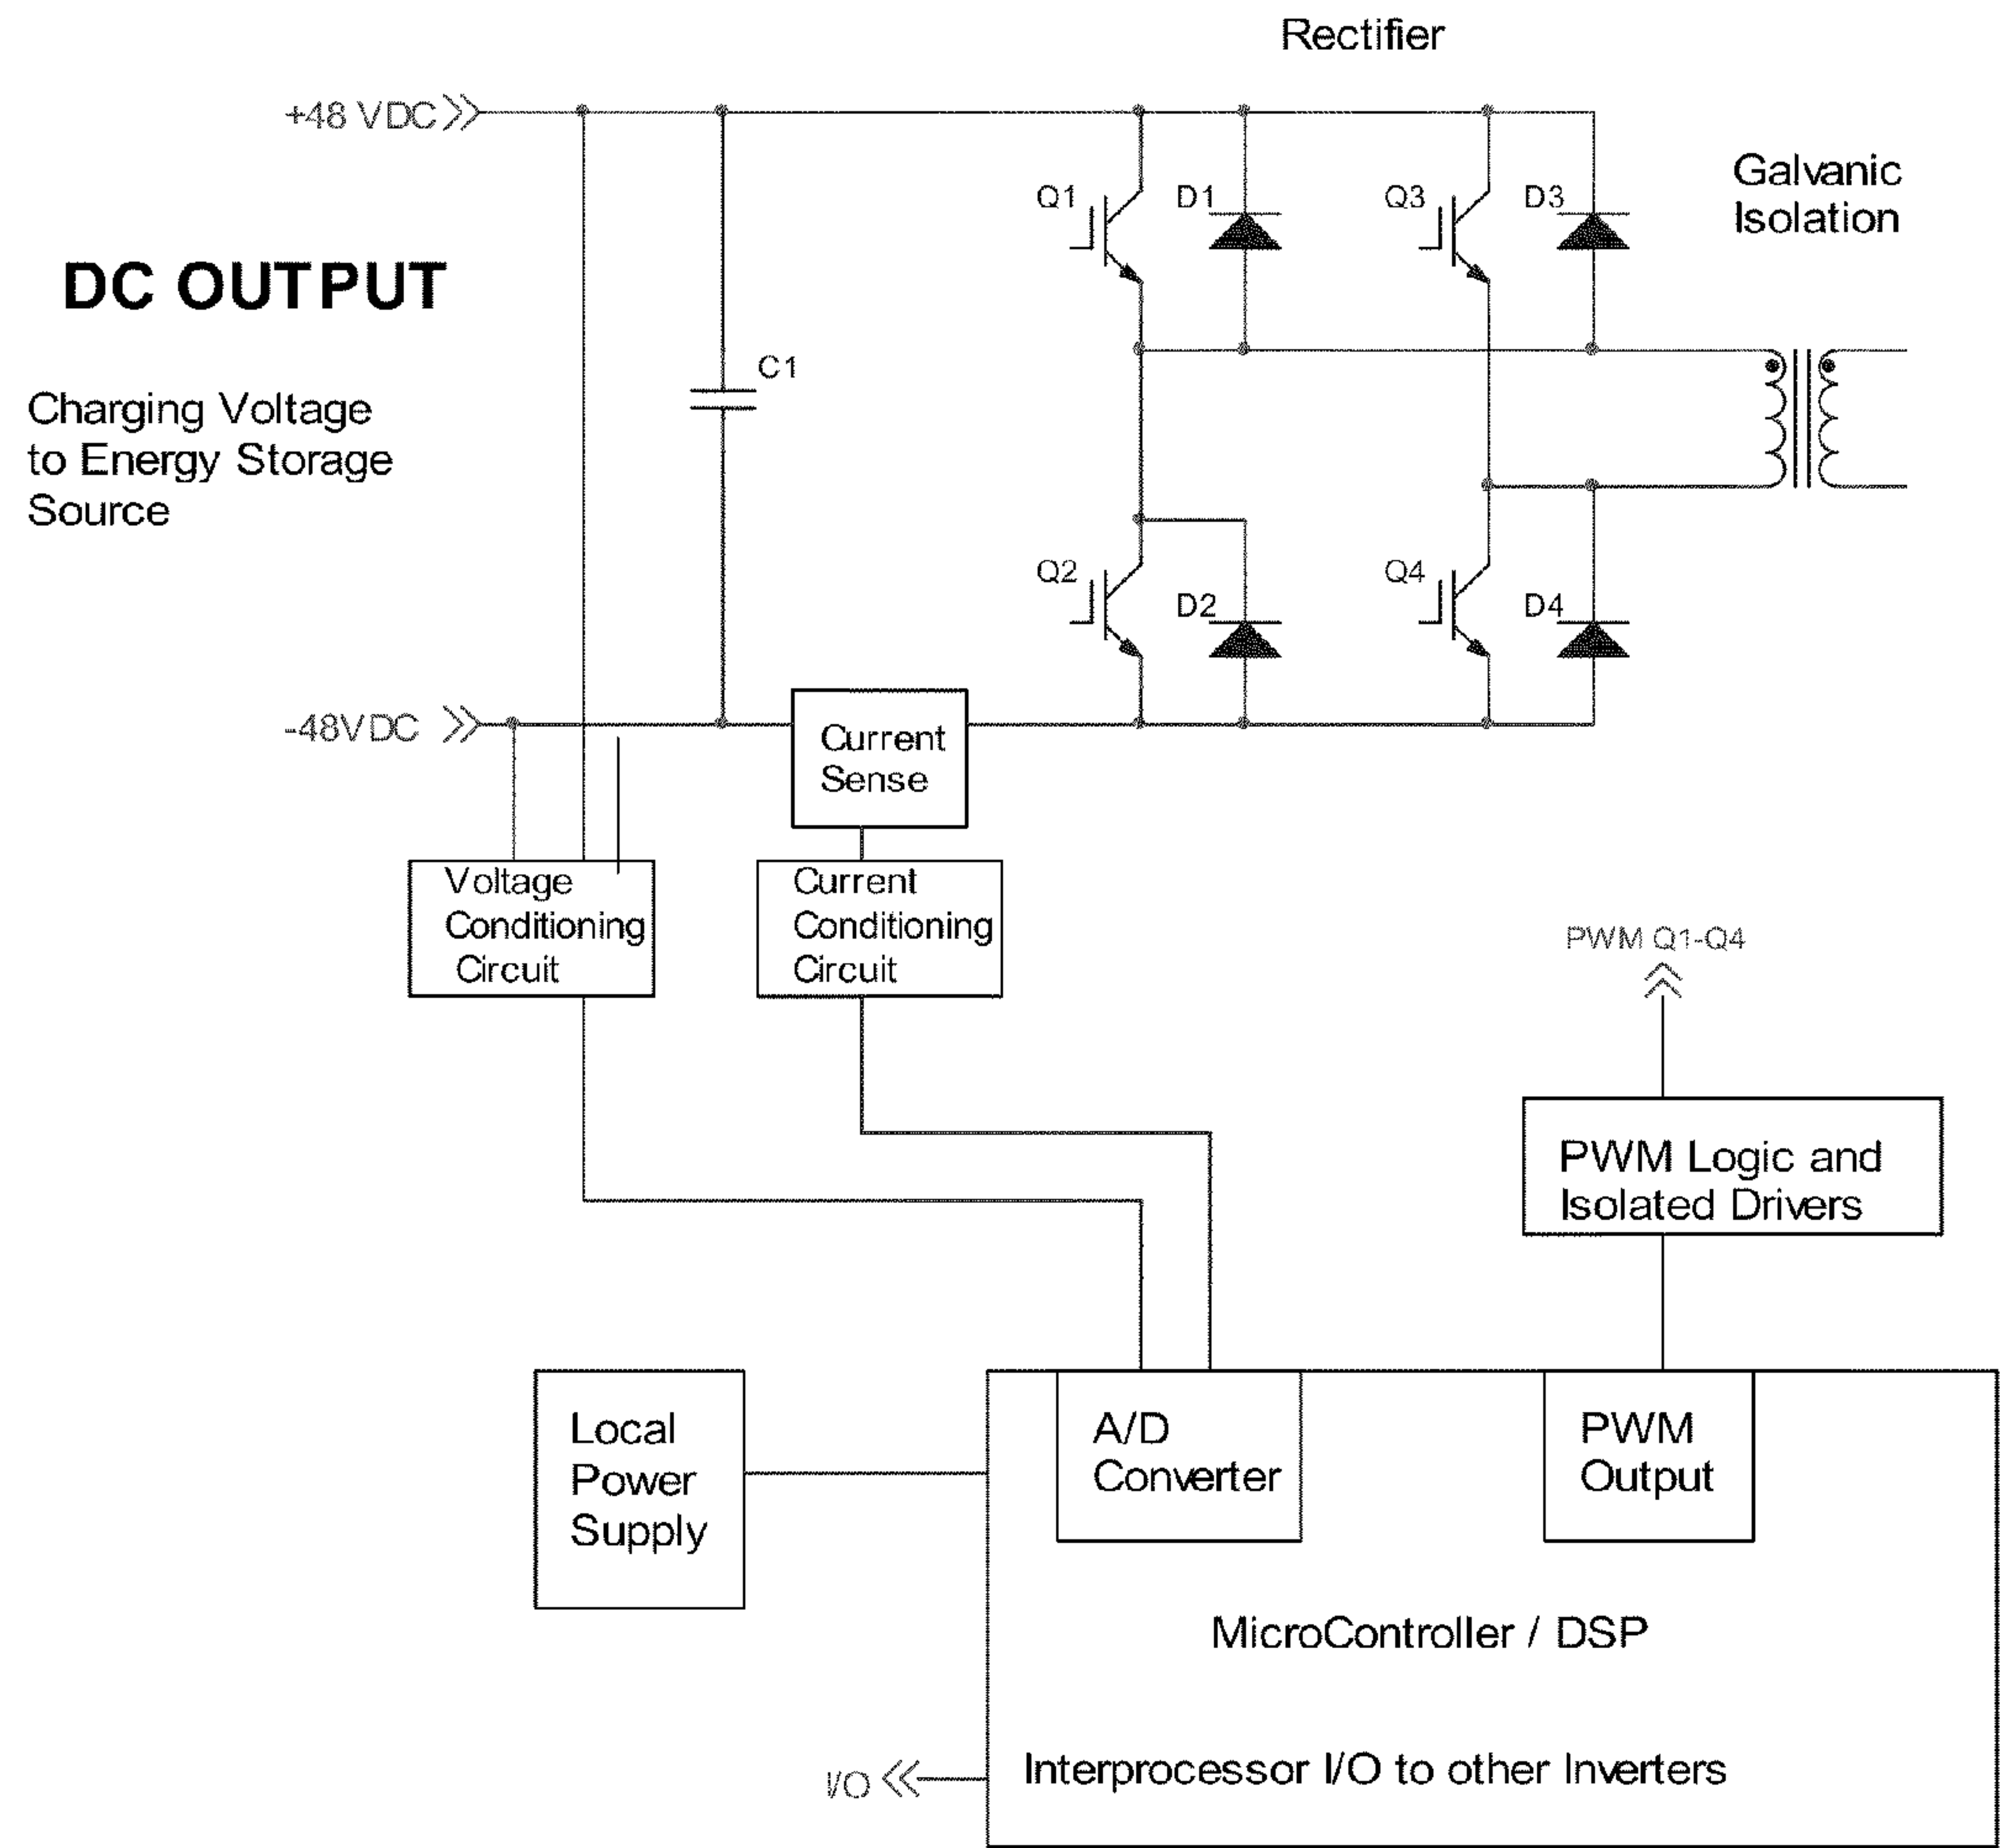 Rectifier
+48 VDC
Q1
D1
Q3
D3
Galvanic
Isolation
DC OUTPUT
C1
Charging Voltage
to Energy Storage
Source
Q2
D2
Q4
D4
-48VDC
Current
Sense
Voltage
Conditioning
Circuit
Current
Conditioning
Circuit
PWM Q1-Q4
PWM Logic and
Isolated Drivers
Local
Power
Supply
A/D
Converter
PWM
Output
MicroController / DSP
I/O
Interprocessor I/O to other Inverters